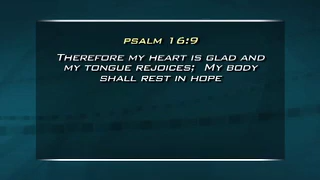 PSALM 16:9
THEREFORE MY HEART IS GLAD AND
MY TONGUE REJOICES; MY BODY
SHALL REST IN HOPE